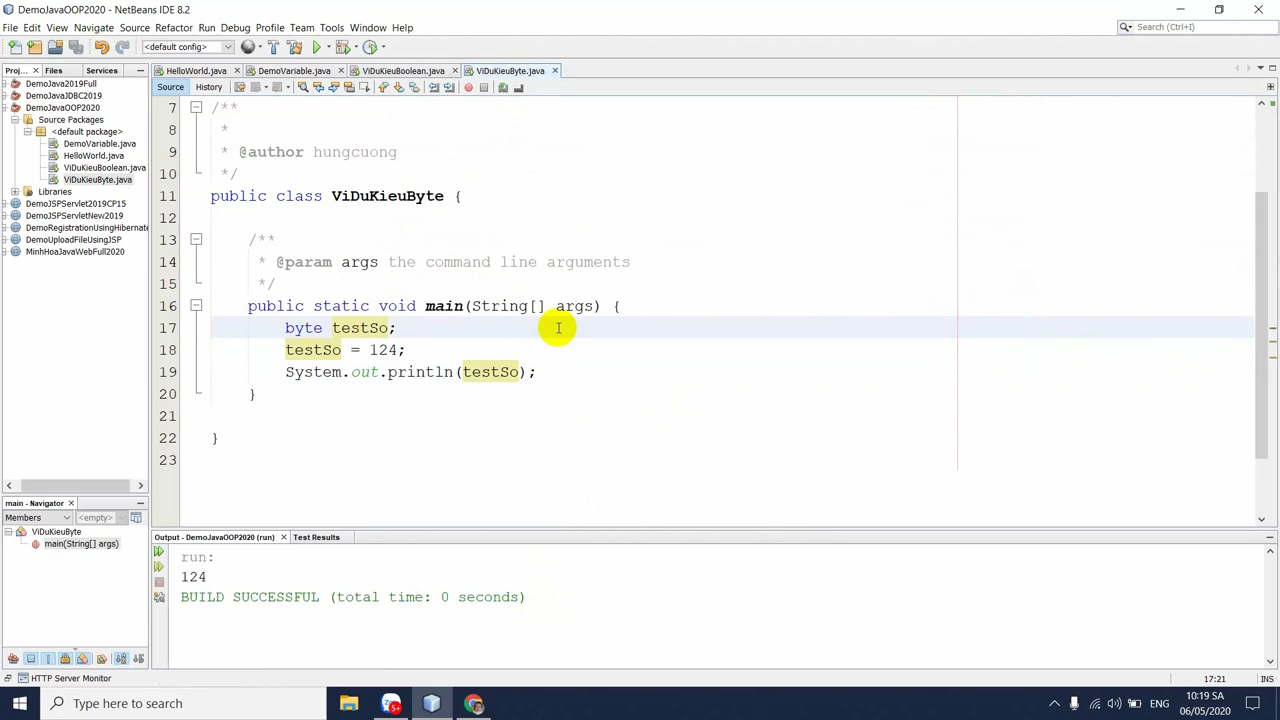 DemoJavaOOP2020 - NetBeans IDE 8.2
File Edit View Navigate Source Refactor Run Debug Profile Team Tools Window Help
Search (Ctrl+I)
<default config>
Proj... Files Services
HelloWorld.java DemoVariable.java ViDuKieuBoolean.java ViDuKieuByte.java
Source History
DemoJava2019Full
DemoJavaJDBC2019
DemoJavaOOP2020
Source Packages
<default package>
DemoVariable.java
HelloWorld.java
ViDuKieuBoolean.java
ViDuKieuByte.java
Libraries
DemoJSPServlet2019CP15
DemoJSPServletNew2019
DemoRegistrationUsingHibernate
DemoUploadFileUsingJSP
MinhHoaJavaWebFull2020
7 /**
8 *
9 * @author hungcuong
10 */
11 public class ViDuKieuByte {
12
13 /**
14 * @param args the command line arguments
15 */
16 public static void main(String[] args) {
17 byte testSo;
18 testSo = 124;
19 System.out.println(testSo);
20 }
21
22 }
23
main - Navigator
Members <empty>
ViDuKieuByte
main(String[] args)
Output - DemoJavaOOP2020 (run) Test Results
run:
124
BUILD SUCCESSFUL (total time: 0 seconds)
HTTP Server Monitor
17:21 INS
Type here to search
5+
ENG
10:19 SA
06/05/2020